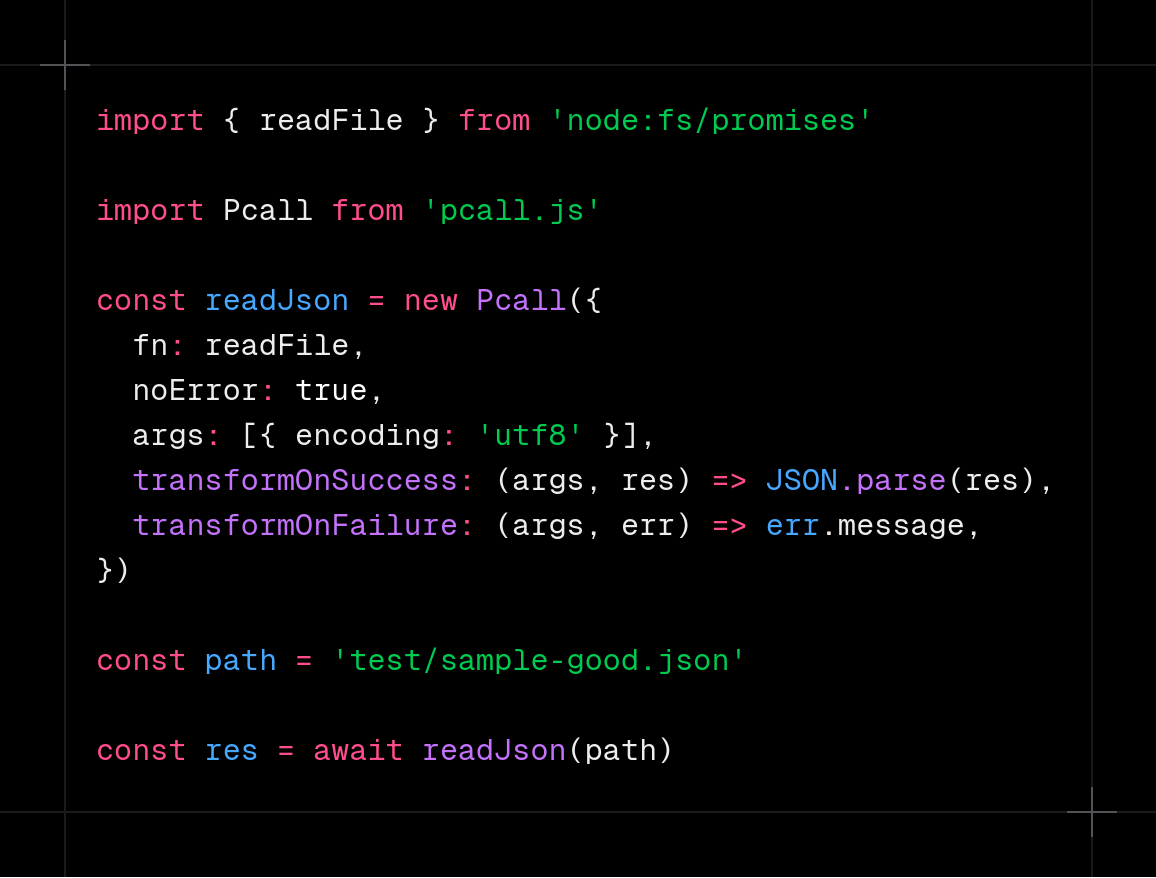 import { readFile } from 'node:fs/promises'
import Pcall from 'pcall.js'
const readJson = new Pcall({
  fn: readFile,
  noError: true,
  args: [{ encoding: 'utf8' }],
  transformOnSuccess: (args, res) => JSON.parse(res),
  transformOnFailure: (args, err) => err.message,
})
const path = 'test/sample-good.json'
const res = await readJson(path)